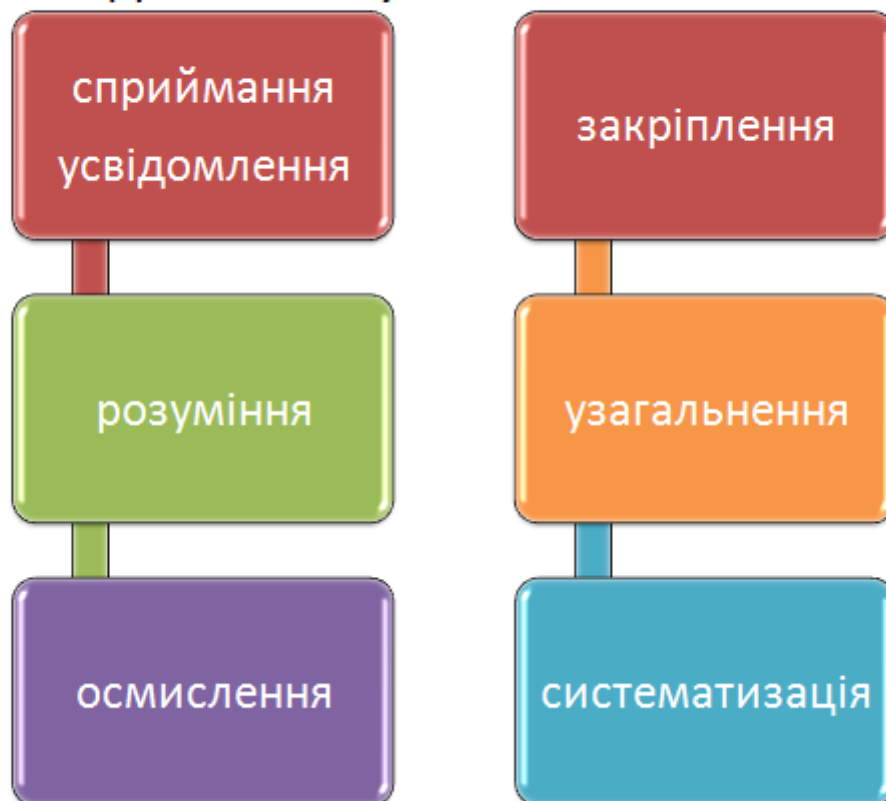 сприймання
усвідомлення
розуміння
осмислення
закріплення
узагальнення
систематизація